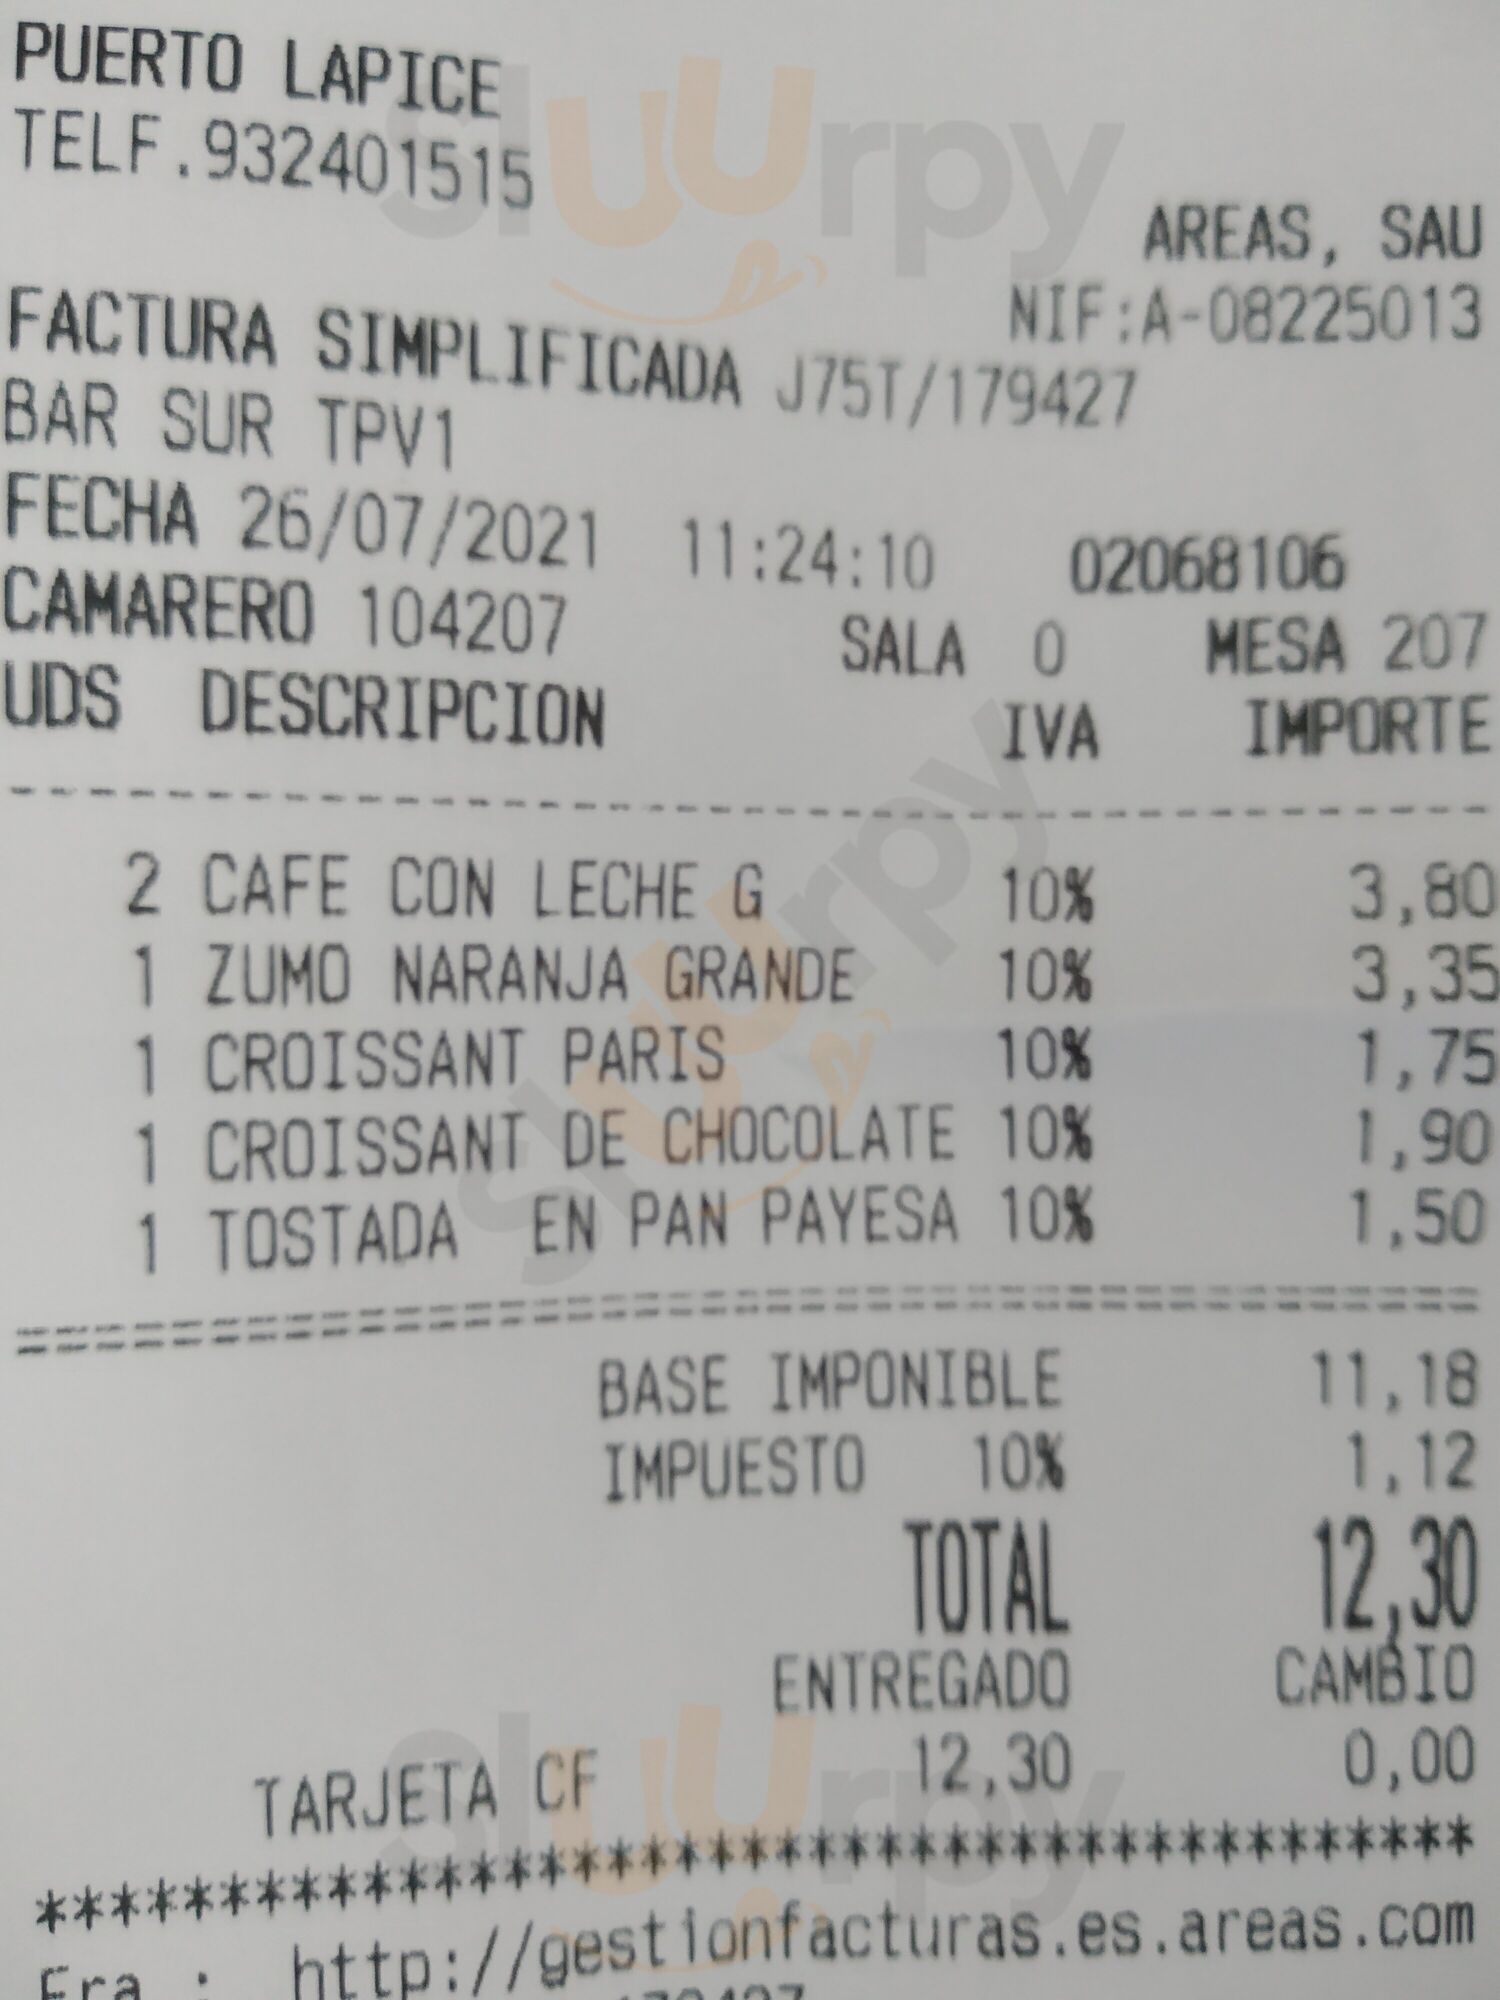 PUERTO LAPICE
TELF.932401515
AREAS, SAU
NIF:A-08225013
FACTURA SIMPLIFICADA J75T/179427
BAR SUR TPV1
FECHA 26/07/2021 11:24:10 02068106
CAMARERO 104207 SALA 0 MESA 207
UDS DESCRIPCION IVA IMPORTE
2 CAFE CON LECHE G 10% 3,80
1 ZUMO NARANJA GRANDE 10% 3,35
1 CROISSANT PARIS 10% 1,75
1 CROISSANT DE CHOCOLATE 10% 1,90
1 TOSTADA EN PAN PAYESA 10% 1,50
BASE IMPONIBLE 11,18
IMPUESTO 10% 1,12
TOTAL 12,30
ENTREGADO CAMBIO
TARJETA CF 12,30 0,00
****************************************
Fra : http://gestionfacturas.es.areas.com
sluurpy
sluurpy
sluurpy